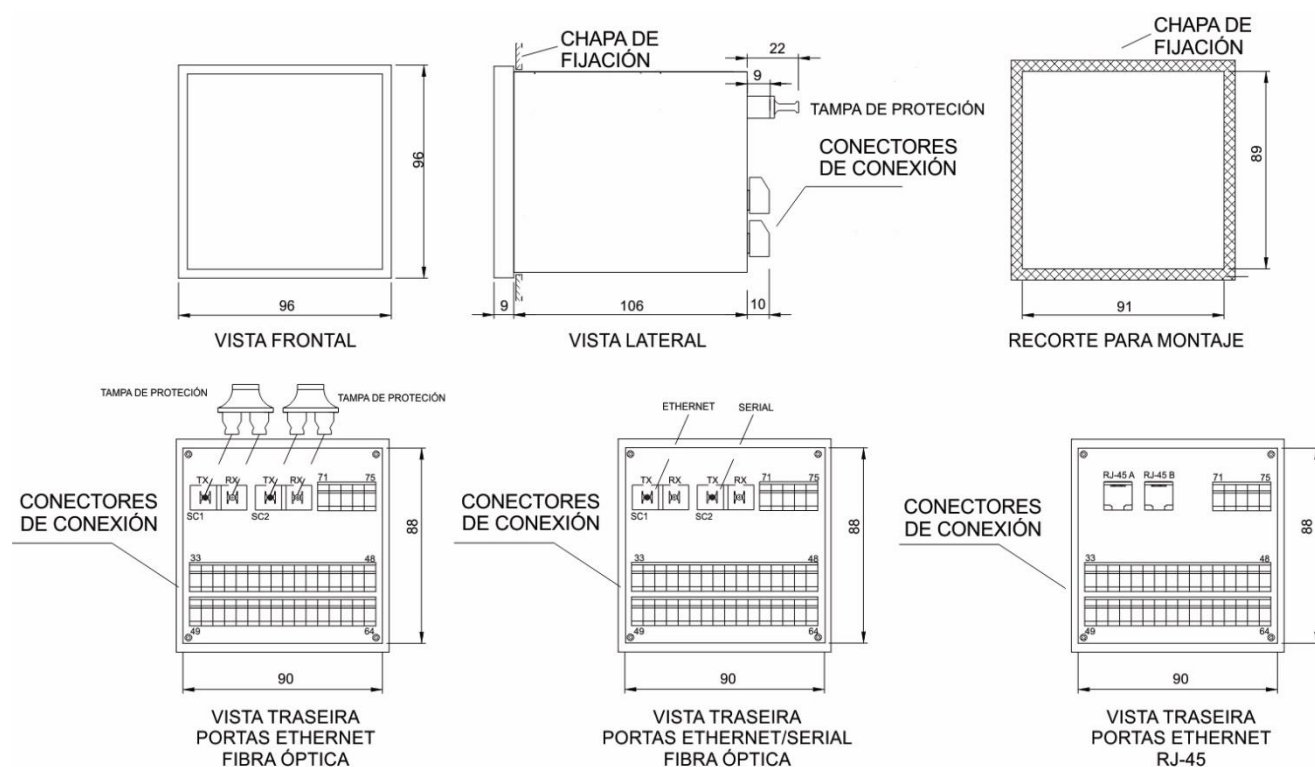 CHAPA DE
FIJACIÓN
22
9
TAMPA DE PROTECIÓN
CONECTORES
DE CONEXIÓN
CHAPA DE
FIJACIÓN
96
89
96
9
106
10
91
VISTA FRONTAL
VISTA LATERAL
RECORTE PARA MONTAJE
TAMPA DE PROTECIÓN
TAMPA DE PROTECIÓN
TX
RX
TX
RX
71
75
SC1
SC2
CONECTORES
DE CONEXIÓN
33
48
49
64
88
90
VISTA TRASEIRA
PORTAS ETHERNET
FIBRA ÓPTICA
ETHERNET
SERIAL
TX
RX
TX
RX
71
75
SC1
SC2
CONECTORES
DE CONEXIÓN
33
48
49
64
88
90
VISTA TRASEIRA
PORTAS ETHERNET/SERIAL
FIBRA ÓPTICA
RJ-45 A
RJ-45 B
71
75
CONECTORES
DE CONEXIÓN
33
48
49
64
88
90
VISTA TRASEIRA
PORTAS ETHERNET
RJ-45